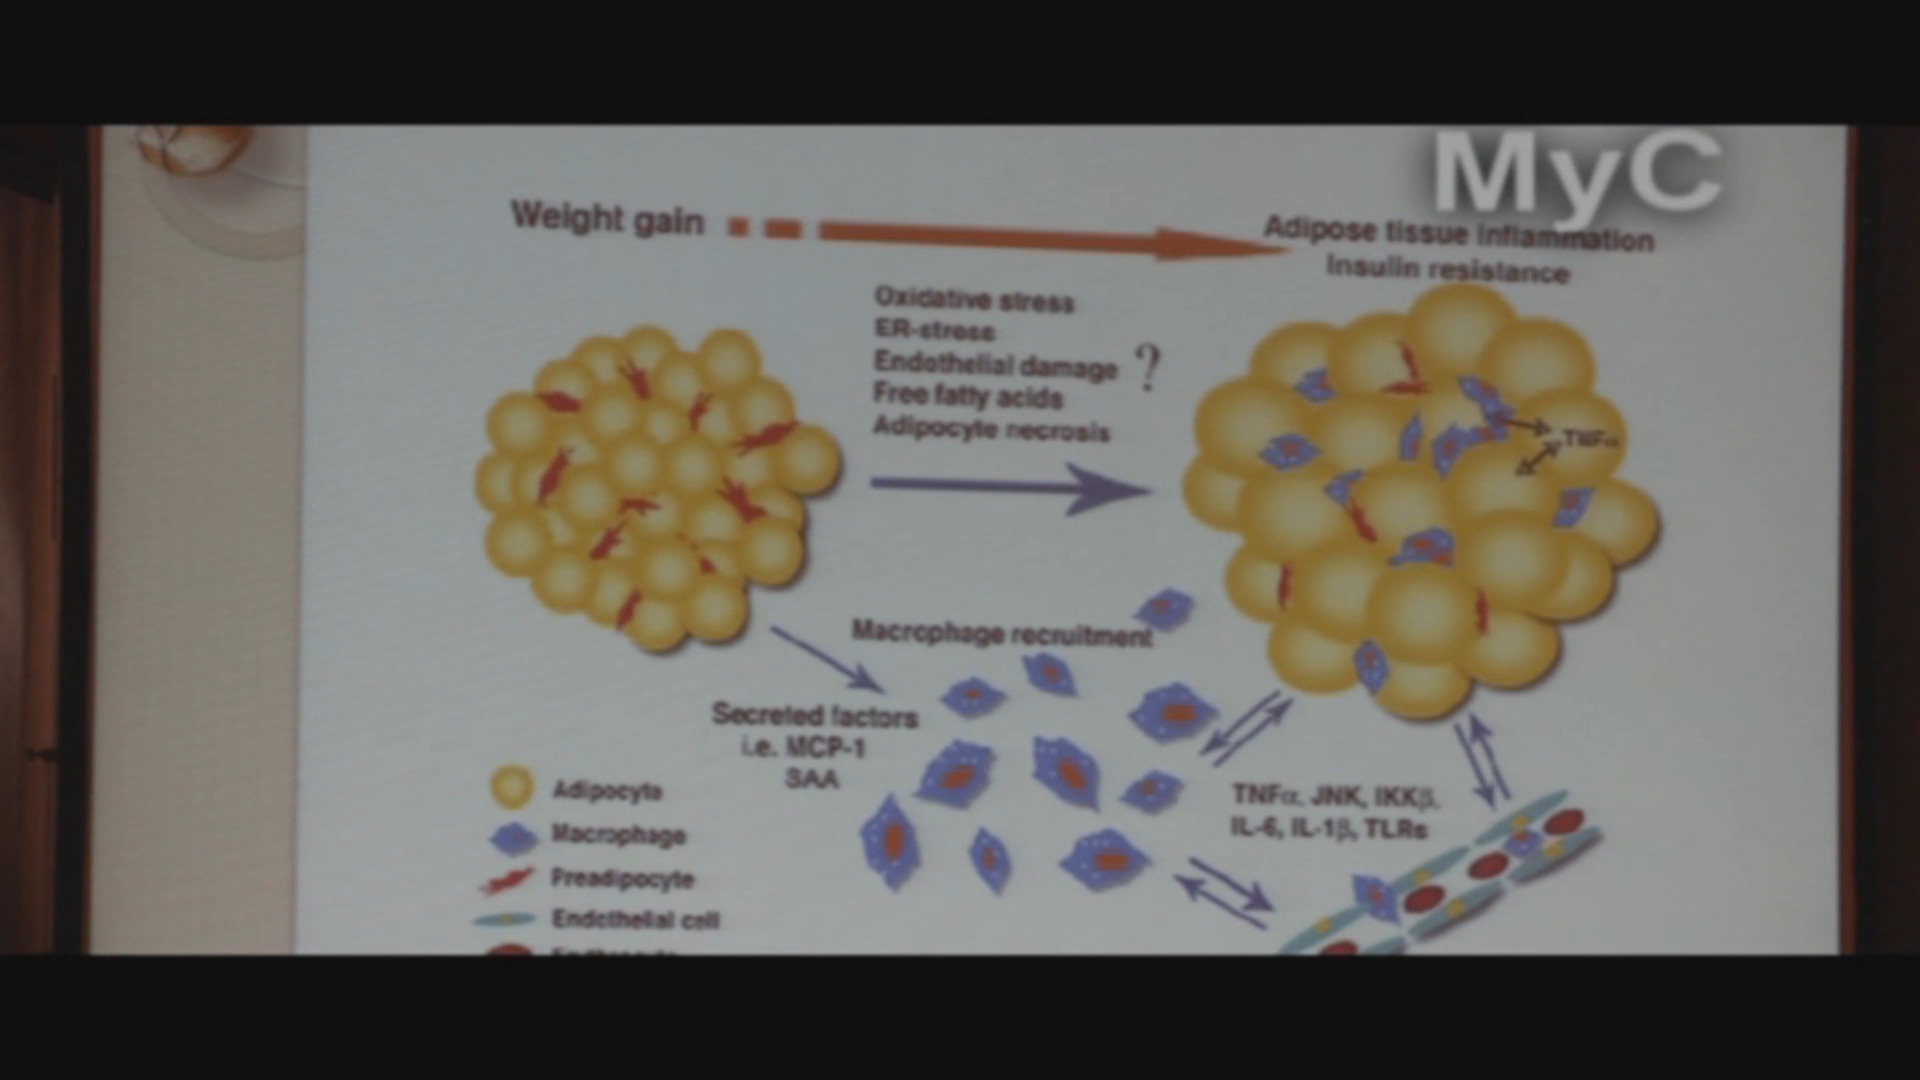 MyC
Weight gain
Adipose tissue inflammation
Insulin resistance
Oxidative stress
ER-stress
Endothelial damage ?
Free fatty acids
Adipocyte necrosis
TNFα
Macrophage recruitment
Secreted factors
i.e. MCP-1
SAA
TNFα, JNK, IKKβ,
IL-6, IL-1β, TLRs
Adipocyte
Macrophage
Preadipocyte
Endothelial cell